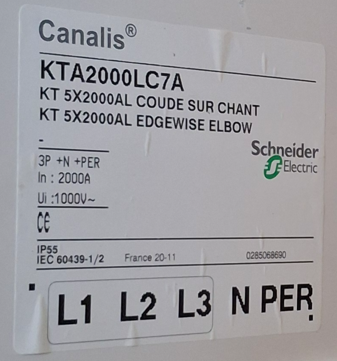 Canalis®
KTA2000LC7A
KT 5X2000AL COUDE SUR CHANT
KT 5X2000AL EDGEWISE ELBOW
-
3P +N +PER
In : 2000A
Ui : 1000V~
Schneider
Electric
CE
IP55
IEC 60439-1/2 France 20-11 0285068690
L1 L2 L3 N PER